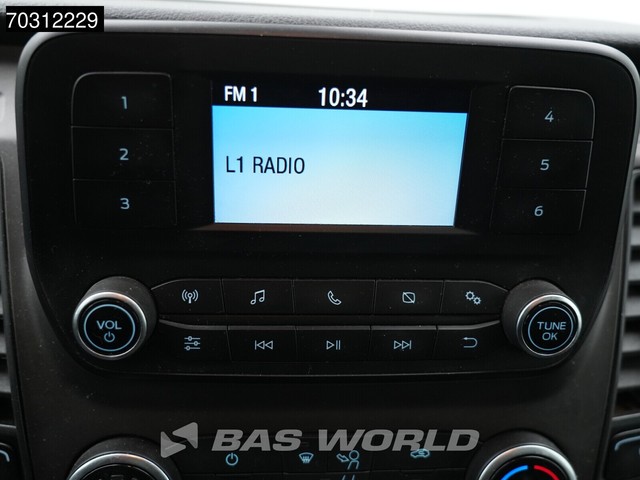 70312229
FM 1 10:34
1
2
3
L1 RADIO
4
5
6
VOL
TUNE
OK
BAS WORLD